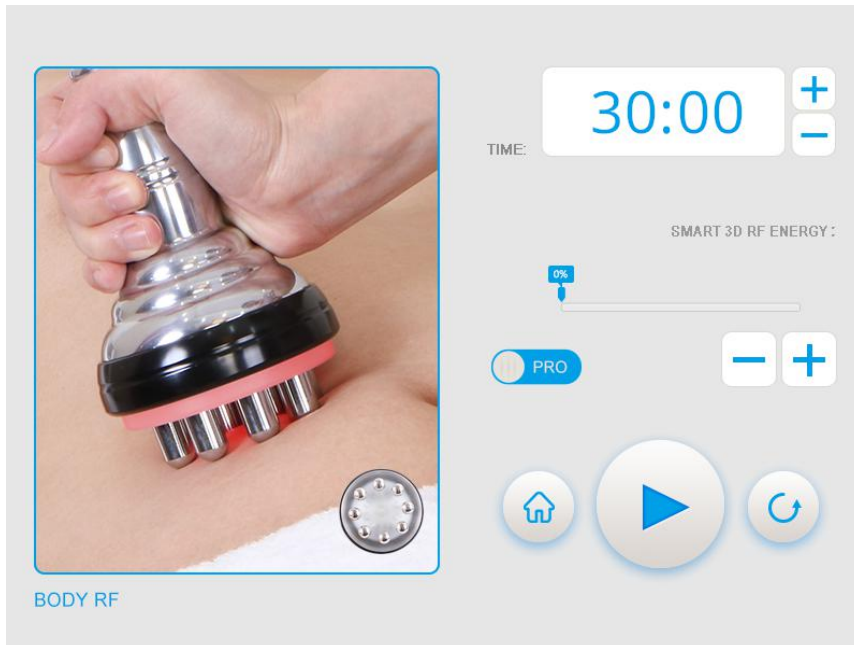 30:00
TIME:
SMART 3D RF ENERGY:
0%
PRO
BODY RF